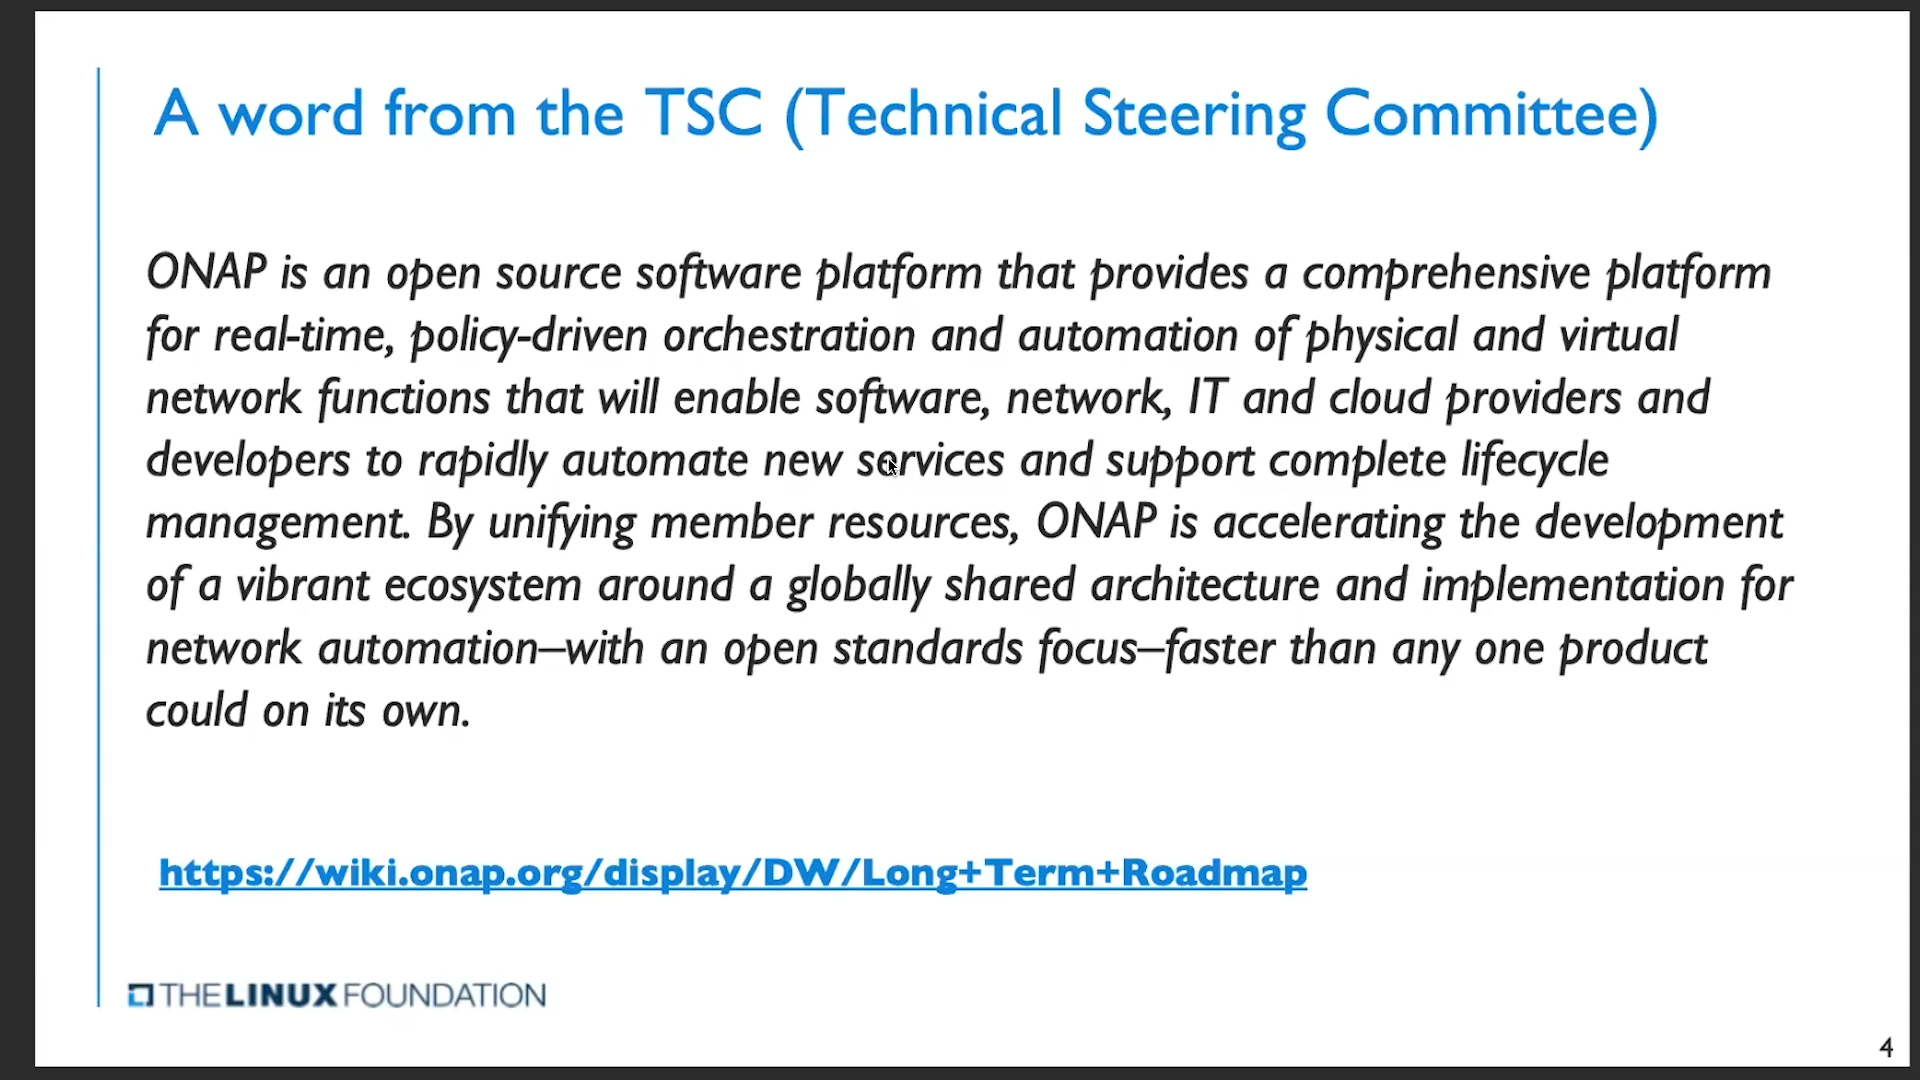 A word from the TSC (Technical Steering Committee)
ONAP is an open source software platform that provides a comprehensive platform
for real-time, policy-driven orchestration and automation of physical and virtual
network functions that will enable software, network, IT and cloud providers and
developers to rapidly automate new services and support complete lifecycle
management. By unifying member resources, ONAP is accelerating the development
of a vibrant ecosystem around a globally shared architecture and implementation for
network automation–with an open standards focus–faster than any one product
could on its own.
https://wiki.onap.org/display/DW/Long+Term+Roadmap
THE LINUX FOUNDATION
4